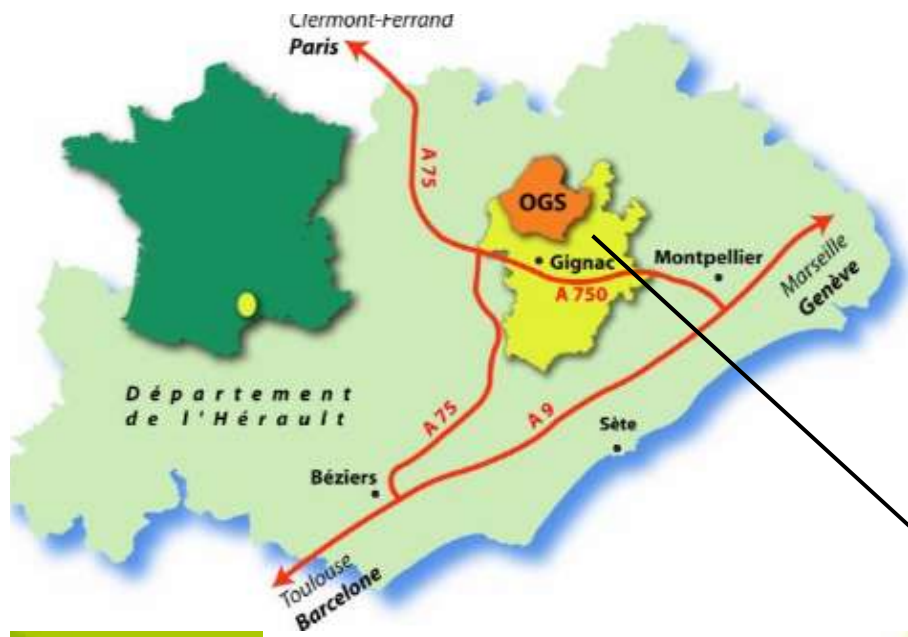 Clermont-Ferrand
Paris
A 75
OGS
Gignac
Montpellier
A 750
Marseille
Genève
Département
de l'Hérault
A 75
A 9
Sète
Béziers
Toulouse
Barcelone